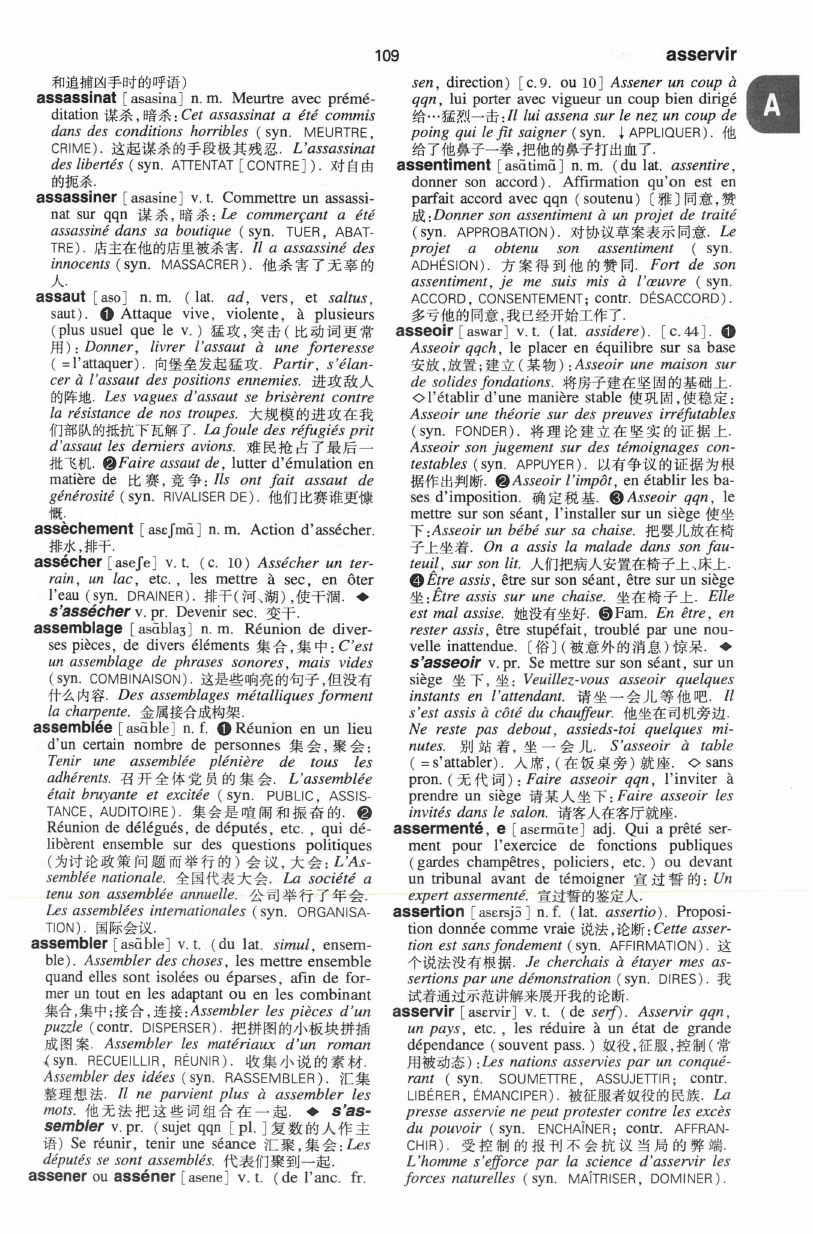 109
asservir
A
和追捕凶手时的呼语)
assassinat [asasina] n. m. Meurtre avec prémé-
ditation 谋杀,暗杀:Cet assassinat a été commis
dans des conditions horribles (syn. MEURTRE,
CRIME). 这起谋杀的手段极其残忍. L'assassinat
des libertés (syn. ATTENTAT [CONTRE]). 对自由
的扼杀.
assassiner [asasine] v. t. Commettre un assassi-
nat sur qqn 谋杀,暗杀: Le commerçant a été
assassiné dans sa boutique (syn. TUER, ABAT-
TRE). 店主在他的店里被杀害. Il a assassiné des
innocents (syn. MASSACRER). 他杀害了无辜的
人.
assaut [aso] n. m. (lat. ad, vers, et saltus,
saut). ❶ Attaque vive, violente, à plusieurs
(plus usuel que le v.) 猛攻,突击(比动词更常
用): Donner, livrer l'assaut à une forteresse
(=l'attaquer). 向堡垒发起猛攻. Partir, s'élan-
cer à l'assaut des positions ennemies. 进攻敌人
的阵地. Les vagues d'assaut se brisèrent contre
la résistance de nos troupes. 大规模的进攻在我
们部队的抵抗下瓦解了. La foule des réfugiés prit
d'assaut les derniers avions. 难民抢占了最后一
批飞机. ❷Faire assaut de, lutter d'émulation en
matière de 比赛,竞争: Ils ont fait assaut de
générosité (syn. RIVALISER DE). 他们比赛谁更慷
慨.
assèchement [asɛʃmɑ̃] n. m. Action d'assécher.
排水,排干.
assécher [aseʃe] v. t. (c. 10) Assécher un ter-
rain, un lac, etc., les mettre à sec, en ôter
l'eau (syn. DRAINER). 排干(河、湖),使干涸. ◆
s'assécher v. pr. Devenir sec. 变干.
assemblage [asɑ̃blaʒ] n. m. Réunion de diver-
ses pièces, de divers éléments 集合,集中: C'est
un assemblage de phrases sonores, mais vides
(syn. COMBINAISON). 这是些响亮的句子,但没有
什么内容. Des assemblages métalliques forment
la charpente. 金属接合成构架.
assemblée [asɑ̃ble] n. f. ❶Réunion en un lieu
d'un certain nombre de personnes 集会,聚会:
Tenir une assemblée plénière de tous les
adhérents. 召开全体党员的集会. L'assemblée
était bruyante et excitée (syn. PUBLIC, ASSIS-
TANCE, AUDITOIRE). 集会是喧闹和振奋的. ❷
Réunion de délégués, de députés, etc., qui dé-
libèrent ensemble sur des questions politiques
(为讨论政策问题而举行的)会议,大会: L'As-
semblée nationale. 全国代表大会. La société a
tenu son assemblée annuelle. 公司举行了年会.
Les assemblées internationales (syn. ORGANISA-
TION). 国际会议.
assembler [asɑ̃ble] v. t. (du lat. simul, ensem-
ble). Assembler des choses, les mettre ensemble
quand elles sont isolées ou éparses, afin de for-
mer un tout en les adaptant ou en les combinant
集合,集中;接合,连接:Assembler les pièces d'un
puzzle (contr. DISPERSER). 把拼图的小板块拼插
成图案. Assembler les matériaux d'un roman
(syn. RECUEILLIR, RÉUNIR). 收集小说的素材.
Assembler des idées (syn. RASSEMBLER). 汇集
整理想法. Il ne parvient plus à assembler les
mots. 他无法把这些词组合在一起. ◆ s'as-
sembler v. pr. (sujet qqn [pl.]复数的人作主
语) Se réunir, tenir une séance 汇聚,集会:Les
députés se sont assemblés. 代表们聚到一起.
assener ou asséner [asene] v. t. (de l'anc. fr.
sen, direction) [c.9. ou 10] Assener un coup à
qqn, lui porter avec vigueur un coup bien dirigé
给…猛烈一击:Il lui assena sur le nez un coup de
poing qui le fit saigner (syn. ↓APPLIQUER). 他
给了他鼻子一拳,把他的鼻子打出血了.
assentiment [asɑ̃timɑ̃] n. m. (du lat. assentire,
donner son accord). Affirmation qu'on est en
parfait accord avec qqn (soutenu)〔雅〕同意,赞
成:Donner son assentiment à un projet de traité
(syn. APPROBATION). 对协议草案表示同意. Le
projet a obtenu son assentiment (syn.
ADHÉSION). 方案得到他的赞同. Fort de son
assentiment, je me suis mis à l'œuvre (syn.
ACCORD, CONSENTEMENT; contr. DÉSACCORD).
多亏他的同意,我已经开始工作了.
asseoir [aswar] v. t. (lat. assidere). [c.44]. ❶
Asseoir qqch, le placer en équilibre sur sa base
安放,放置;建立(某物):Asseoir une maison sur
de solides fondations. 将房子建在坚固的基础上.
◇l'établir d'une manière stable 使巩固,使稳定:
Asseoir une théorie sur des preuves irréfutables
(syn. FONDER). 将理论建立在坚实的证据上.
Asseoir son jugement sur des témoignages con-
testables (syn. APPUYER). 以有争议的证据为根
据作出判断. ❷Asseoir l'impôt, en établir les ba-
ses d'imposition. 确定税基. ❸Asseoir qqn, le
mettre sur son séant, l'installer sur un siège 使坐
下:Asseoir un bébé sur sa chaise. 把婴儿放在椅
子上坐着. On a assis la malade dans son fau-
teuil, sur son lit. 人们把病人安置在椅子上、床上.
❹Être assis, être sur son séant, être sur un siège
坐:Être assis sur une chaise. 坐在椅子上. Elle
est mal assise. 她没有坐好. ❺Fam. En être, en
rester assis, être stupéfait, troublé par une nou-
velle inattendue.〔俗〕(被意外的消息)惊呆. ◆
s'asseoir v. pr. Se mettre sur son séant, sur un
siège 坐下,坐: Veuillez-vous asseoir quelques
instants en l'attendant. 请坐一会儿等他吧. Il
s'est assis à côté du chauffeur. 他坐在司机旁边.
Ne reste pas debout, assieds-toi quelques mi-
nutes. 别站着,坐一会儿. S'asseoir à table
(=s'attabler). 入席,(在饭桌旁)就座. ◇ sans
pron. (无代词): Faire asseoir qqn, l'inviter à
prendre un siège 请某人坐下: Faire asseoir les
invités dans le salon. 请客人在客厅就座.
assermenté, e [asɛrmɑ̃te] adj. Qui a prêté ser-
ment pour l'exercice de fonctions publiques
(gardes champêtres, policiers, etc.) ou devant
un tribunal avant de témoigner 宣过誓的: Un
expert assermenté. 宣过誓的鉴定人.
assertion [asɛrsjɔ̃] n. f. (lat. assertio). Proposi-
tion donnée comme vraie 说法,论断:Cette asser-
tion est sans fondement (syn. AFFIRMATION). 这
个说法没有根据. Je cherchais à étayer mes as-
sertions par une démonstration (syn. DIRES). 我
试着通过示范讲解来展开我的论断.
asservir [asɛrvir] v. t. (de serf). Asservir qqn,
un pays, etc., les réduire à un état de grande
dépendance (souvent pass.) 奴役,征服,控制(常
用被动态):Les nations asservies par un conqué-
rant (syn. SOUMETTRE, ASSUJETTIR; contr.
LIBÉRER, ÉMANCIPER). 被征服者奴役的民族. La
presse asservie ne peut protester contre les excès
du pouvoir (syn. ENCHAÎNER; contr. AFFRAN-
CHIR). 受控制的报刊不会抗议当局的弊端.
L'homme s'efforce par la science d'asservir les
forces naturelles (syn. MAÎTRISER, DOMINER).